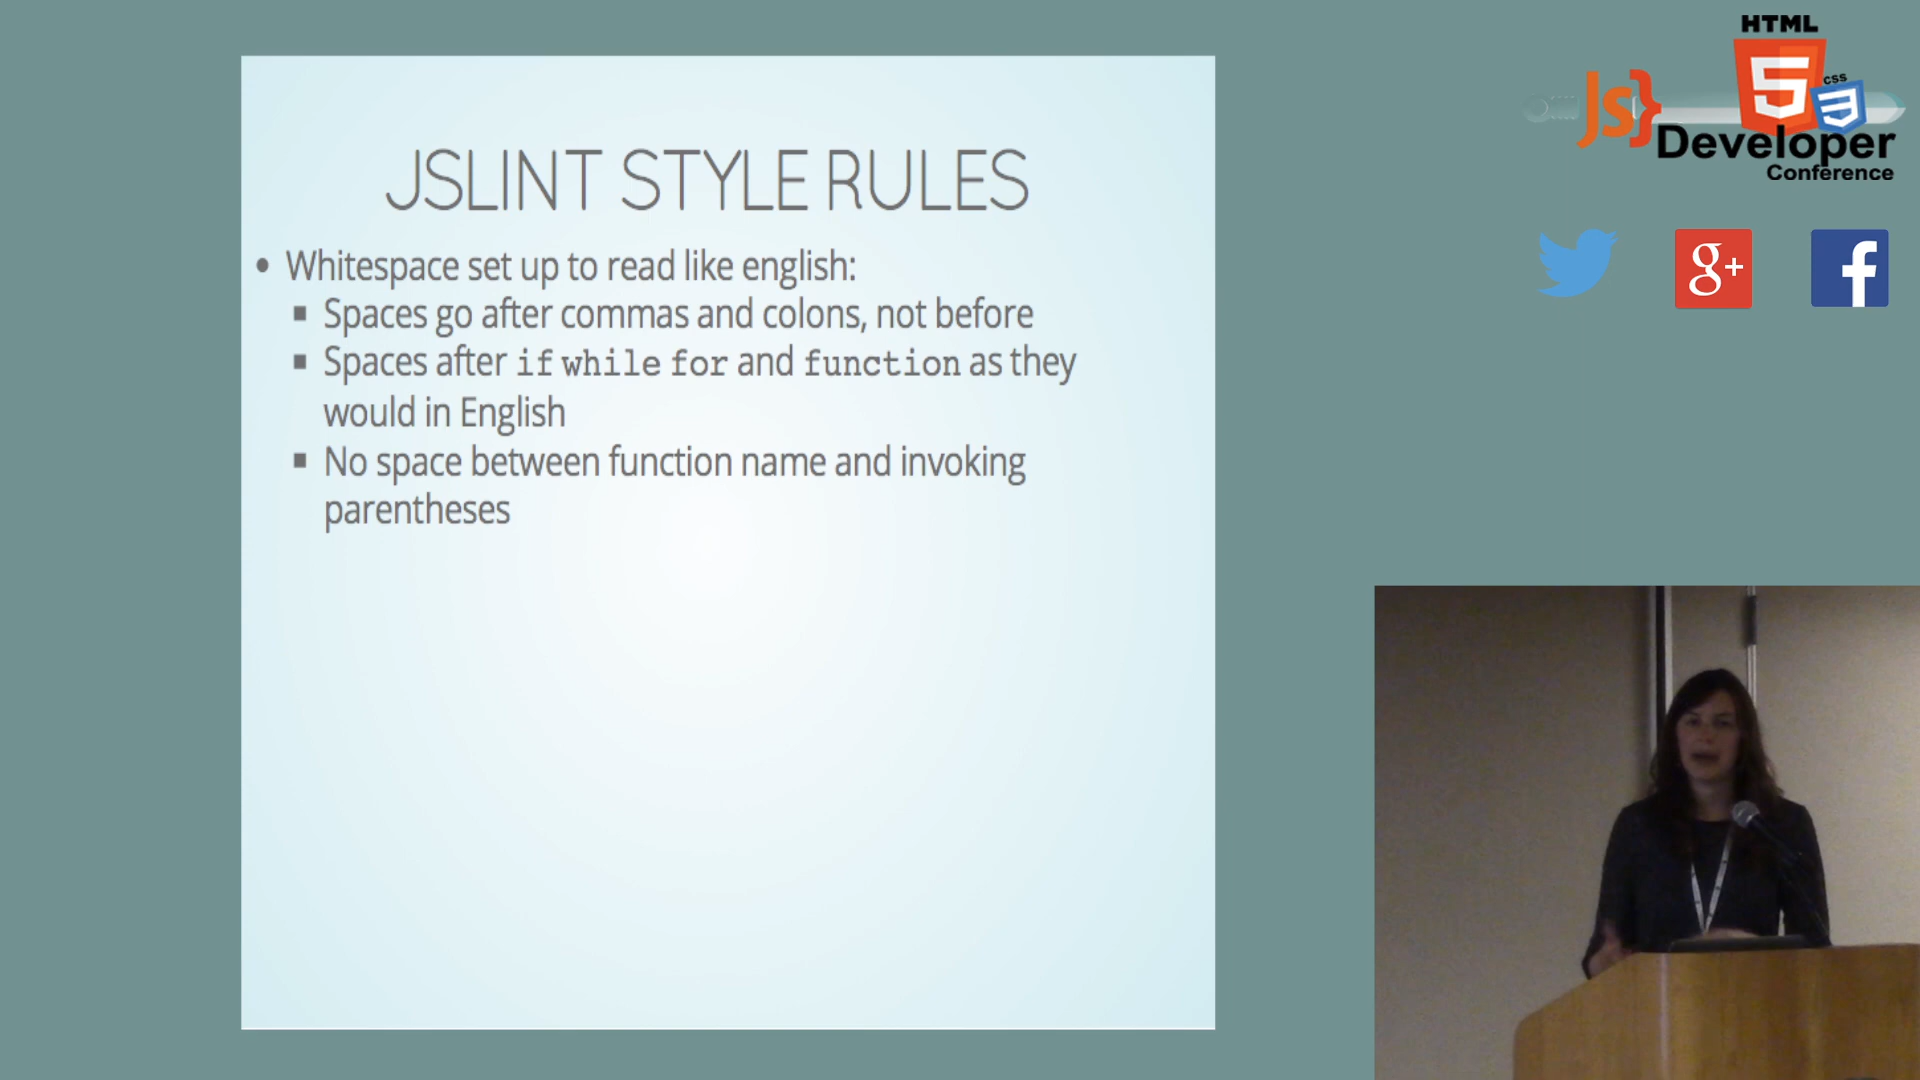 JSLINT STYLE RULES
• Whitespace set up to read like english:
▪ Spaces go after commas and colons, not before
▪ Spaces after if while for and function as they
would in English
▪ No space between function name and invoking
parentheses
HTML
JS}
5
css
3
Developer
Conference
g+
f